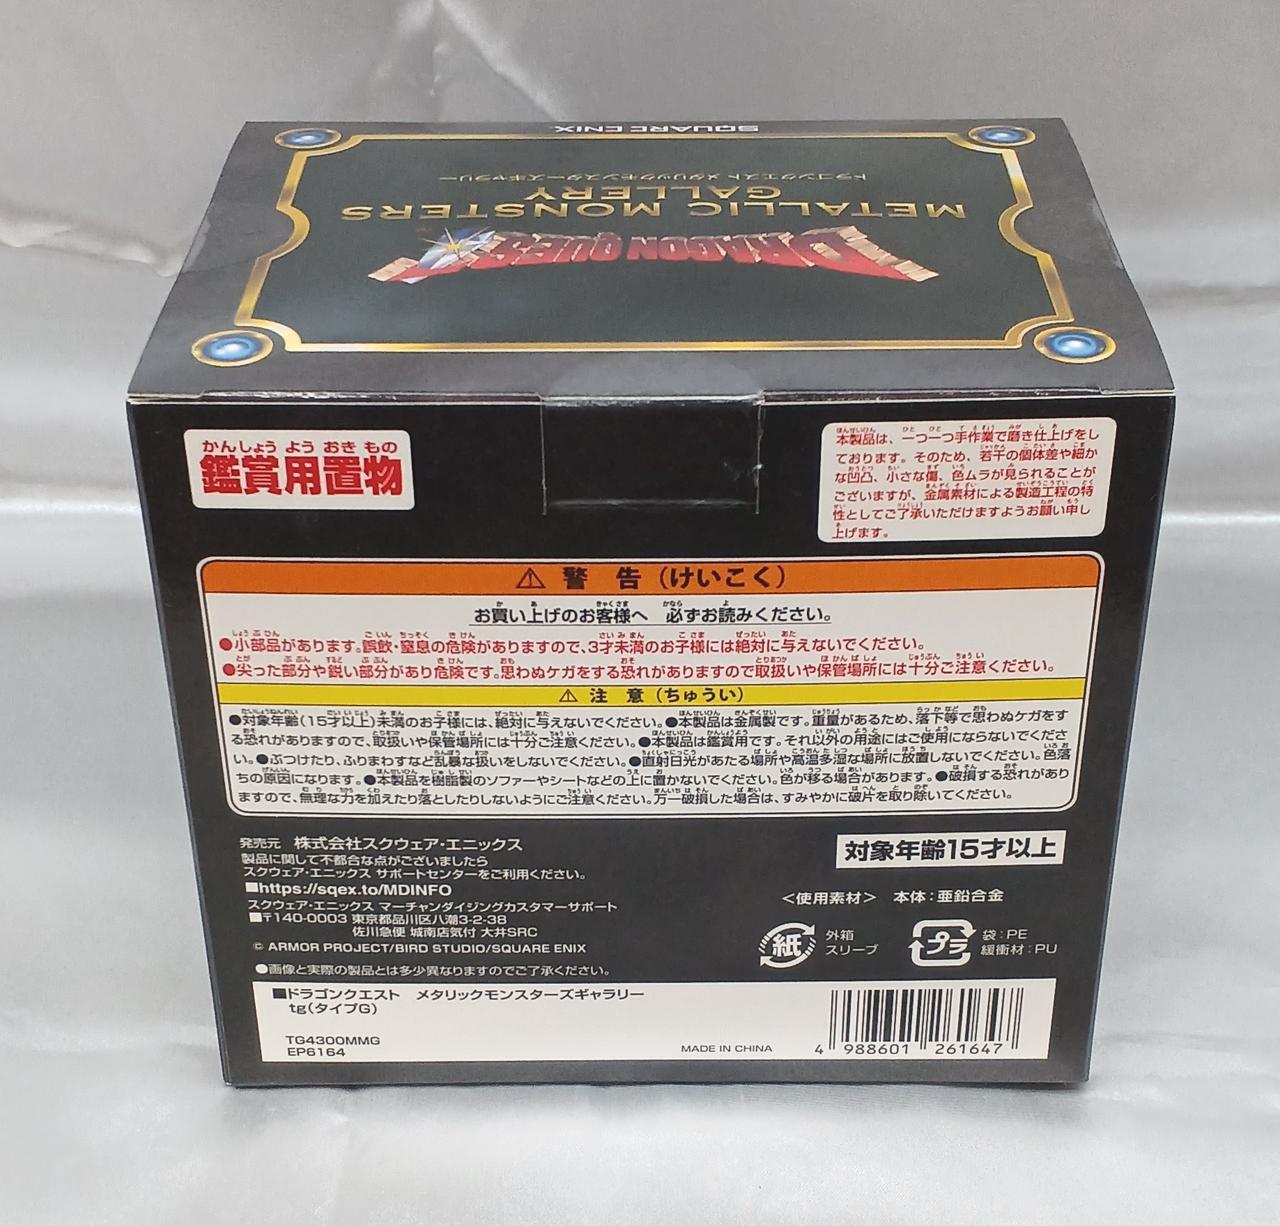 SQUARE ENIX
ドラゴンクエスト メタリックモンスターズギャラリー
METALLIC MONSTERS
GALLERY
DRAGON QUEST
かんしょう よう おき もの
鑑賞用置物
本製品は、一つ一つ手作業で磨き仕上げをし
ております。そのため、若干の個体差や細か
な凹凸、小さな傷、色ムラが見られることが
ございますが、金属素材による製造工程の特
性としてご了承いただけますようお願い申し
上げます。
⚠ 警 告（けいこく）
お買い上げのお客様へ 必ずお読みください。
●小部品があります。誤飲・窒息の危険がありますので、3才未満のお子様には絶対に与えないでください。
●尖った部分や鋭い部分があり危険です。思わぬケガをする恐れがありますので取扱いや保管場所には十分ご注意ください。
⚠ 注 意（ちゅうい）
●対象年齢（15才以上）未満のお子様には、絶対に与えないでください。●本製品は金属製です。重量があるため、落下等で思わぬケガをす
る恐れがありますので、取扱いや保管場所には十分ご注意ください。●本製品は鑑賞用です。それ以外の用途にはご使用にならないでくださ
い。●ぶつけたり、ふりまわすなど乱暴な扱いをしないでください。●直射日光があたる場所や高温多湿な場所に放置しないでください。色落
ちの原因になります。●本製品を樹脂製のソファーやシートなどの上に置かないでください。色が移る場合があります。●破損する恐れがあり
ますので、無理な力を加えたり落としたりしないようにご注意ください。万一破損した場合は、すみやかに破片を取り除いてください。
発売元 株式会社スクウェア・エニックス
製品に関して不都合な点がございましたら
スクウェア・エニックス サポートセンターをご利用ください。
■https://sqex.to/MDINFO
スクウェア・エニックス マーチャンダイジングカスタマーサポート
■〒140-0003 東京都品川区八潮3-2-38
佐川急便 城南店気付 大井SRC
© ARMOR PROJECT/BIRD STUDIO/SQUARE ENIX
●画像と実際の製品とは多少異なりますのでご了承ください。
対象年齢15才以上
＜使用素材＞ 本体：亜鉛合金
紙 外箱
スリーブ
プラ 袋：PE
緩衝材：PU
■ドラゴンクエスト メタリックモンスターズギャラリー
tg（タイプG）
TG4300MMG
EP6164
MADE IN CHINA
4 988601 261647